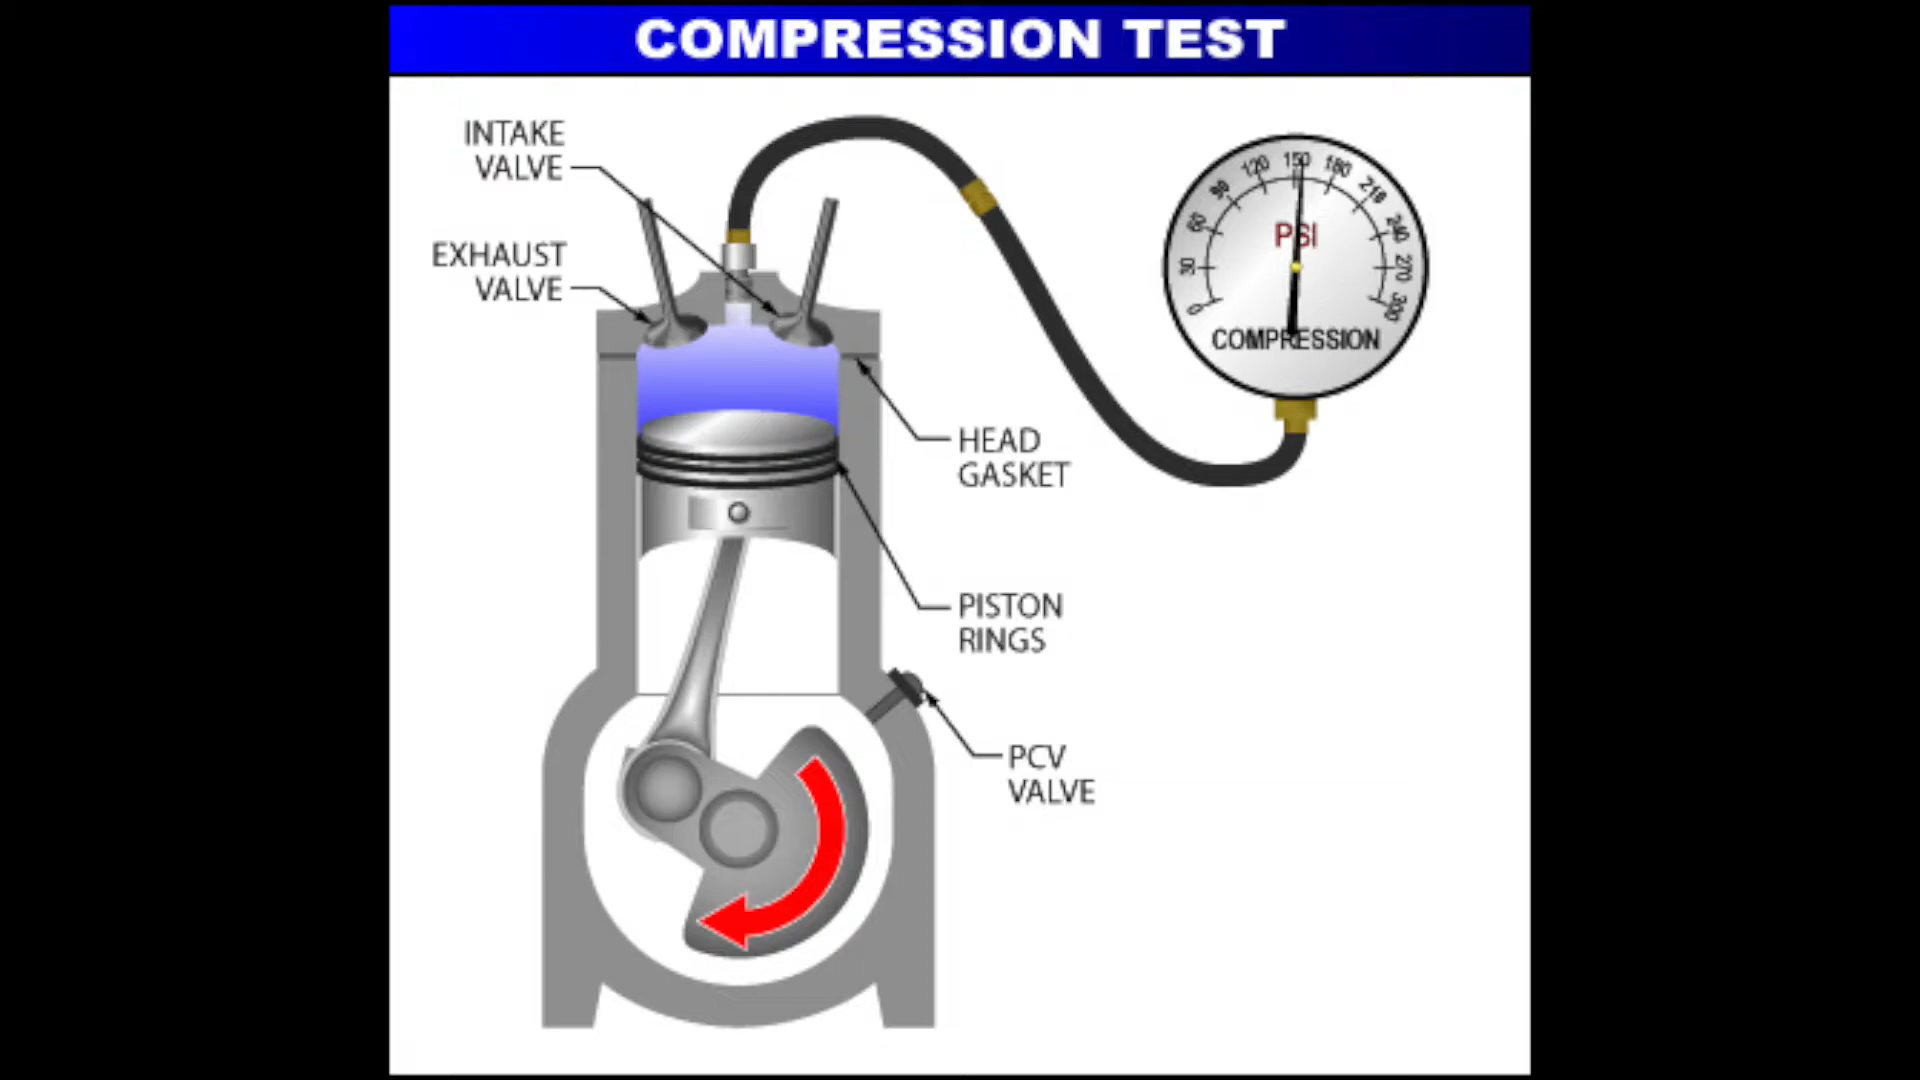 COMPRESSION TEST
INTAKE
VALVE
EXHAUST
VALVE
0
30
60
90
120
150
180
210
240
270
300
PSI
COMPRESSION
HEAD
GASKET
PISTON
RINGS
PCV
VALVE